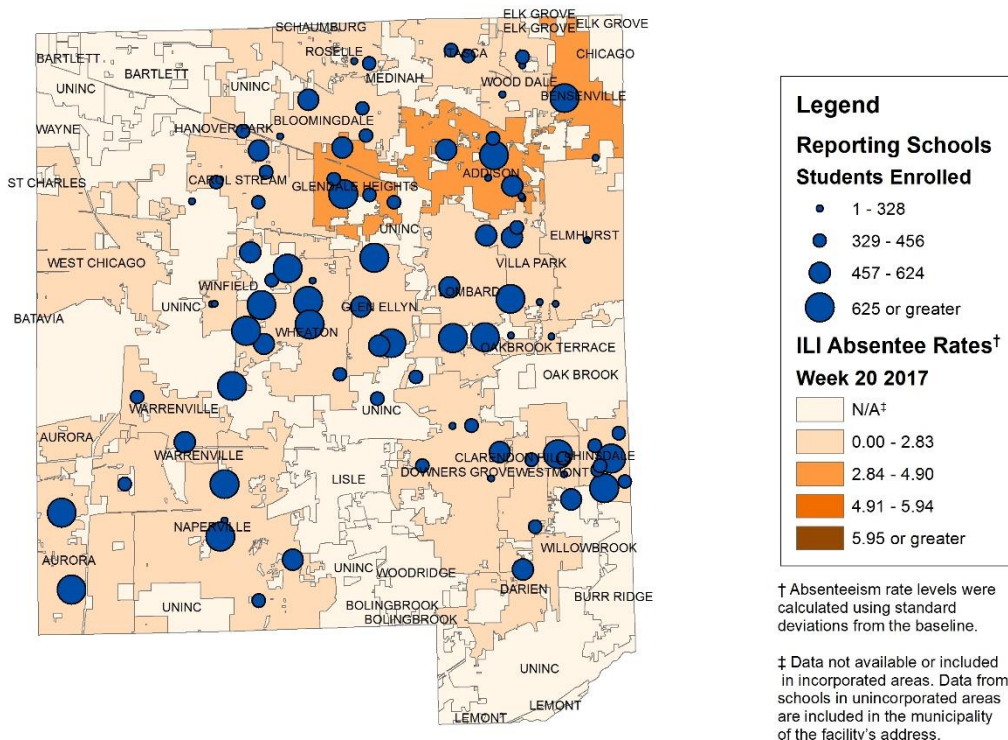 ELK GROVE
ELK GROVE
ELK GROVE
SCHAUMBURG
ROSELLE
ITASCA
CHICAGO
BARTLETT
BARTLETT
MEDINAH
UNINC
UNINC
WOOD DALE
BENSENVILLE
BLOOMINGDALE
WAYNE
HANOVER PARK
ADDISON
ST CHARLES
CAROL STREAM
GLENDALE HEIGHTS
UNINC
ELMHURST
WEST CHICAGO
VILLA PARK
WINFIELD
LOMBARD
BATAVIA
UNINC
GLEN ELLYN
WHEATON
OAKBROOK TERRACE
OAK BROOK
UNINC
WARRENVILLE
AURORA
WARRENVILLE
CLARENDON HILLS
HINSDALE
DOWNERS GROVE
WESTMONT
LISLE
NAPERVILLE
WILLOWBROOK
AURORA
UNINC
WOODRIDGE
DARIEN
BURR RIDGE
UNINC
BOLINGBROOK
BOLINGBROOK
UNINC
LEMONT
LEMONT
Legend
Reporting Schools
Students Enrolled
1 - 328
329 - 456
457 - 624
625 or greater
ILI Absentee Rates†
Week 20 2017
N/A‡
0.00 - 2.83
2.84 - 4.90
4.91 - 5.94
5.95 or greater
† Absenteeism rate levels were
calculated using standard
deviations from the baseline.
‡ Data not available or included
in incorporated areas. Data from
schools in unincorporated areas
are included in the municipality
of the facility's address.